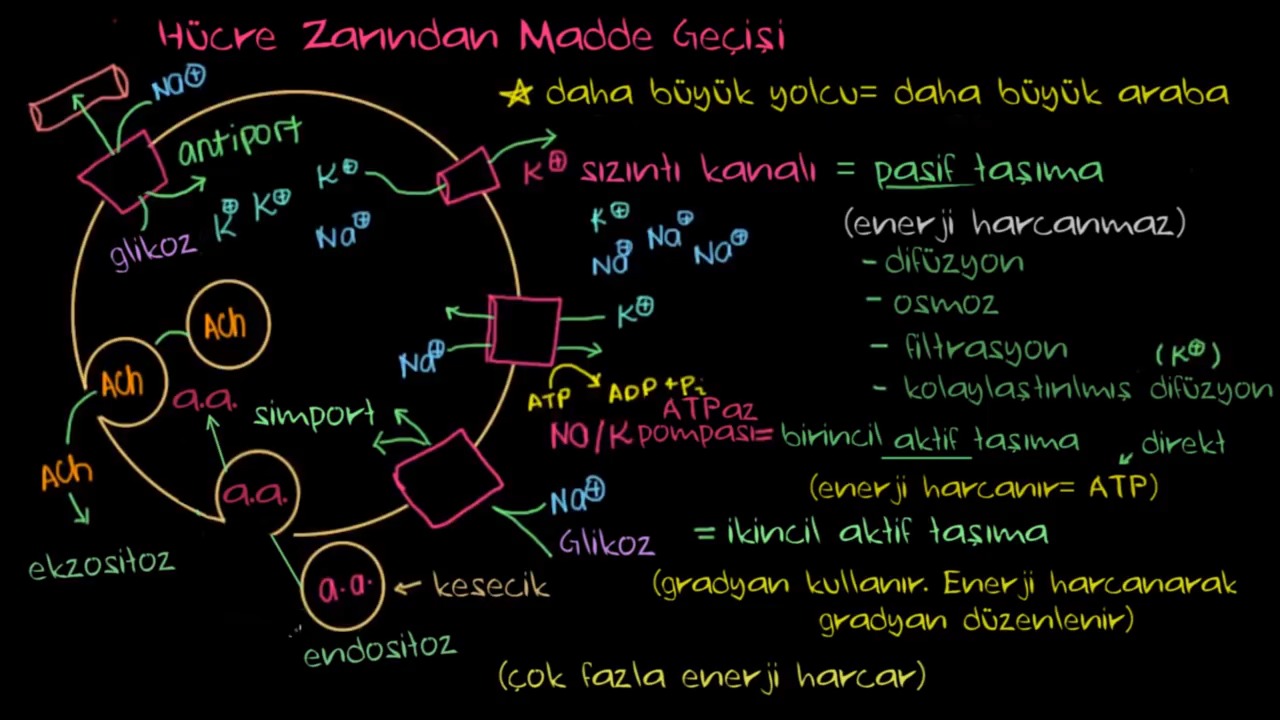 Hücre Zarından Madde Geçişi
Na+
daha büyük yolcu= daha büyük araba
antiport
K+
K+ sızıntı kanalı = pasif taşıma
K+
K+
Na+
glikoz
K+
Na+
Na+
Na+
(enerji harcanmaz)
- difüzyon
- osmoz
- filtrasyon (K+)
- kolaylaştırılmış difüzyon
ACh
K+
Na+
ACh
a.a.
ATP
ADP + Pi
simport
ATPaz
Na/K pompası= birincil aktif taşıma
direkt
ACh
(enerji harcanır= ATP)
a.a.
Na+
Glikoz
= ikincil aktif taşıma
ekzositoz
a.a.
← kesecik
(gradyan kullanır. Enerji harcanarak
gradyan düzenlenir)
endositoz
(çok fazla enerji harcar)